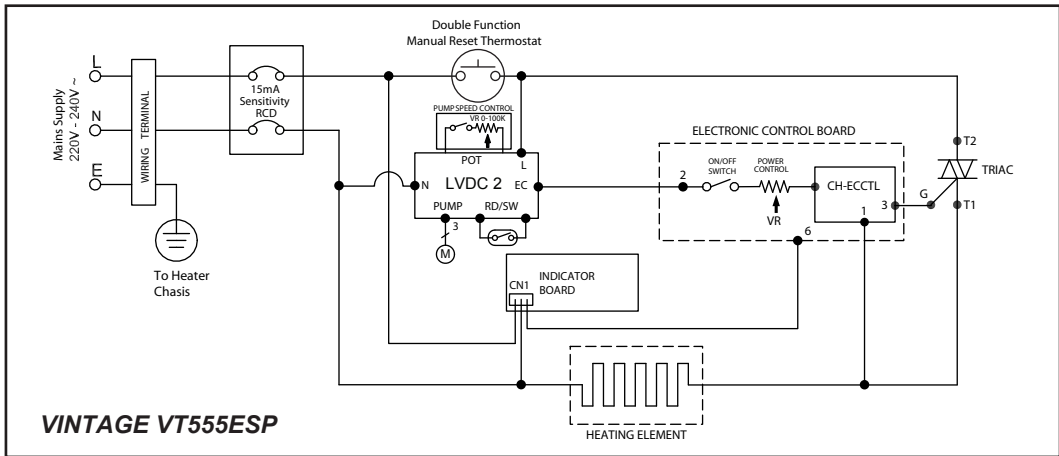 Double Function
Manual Reset Thermostat
Mains Supply
220V - 240V ~
L
N
E
WIRING TERMINAL
15mA
Sensitivity
RCD
PUMP SPEED CONTROL
VR 0-100K
POT
L
N
LVDC 2
EC
PUMP
RD/SW
3
M
To Heater
Chasis
ELECTRONIC CONTROL BOARD
2
ON/OFF
SWITCH
POWER
CONTROL
VR
CH-ECCTL
1
3
6
G
T2
TRIAC
T1
CN1
INDICATOR
BOARD
HEATING ELEMENT
VINTAGE VT555ESP